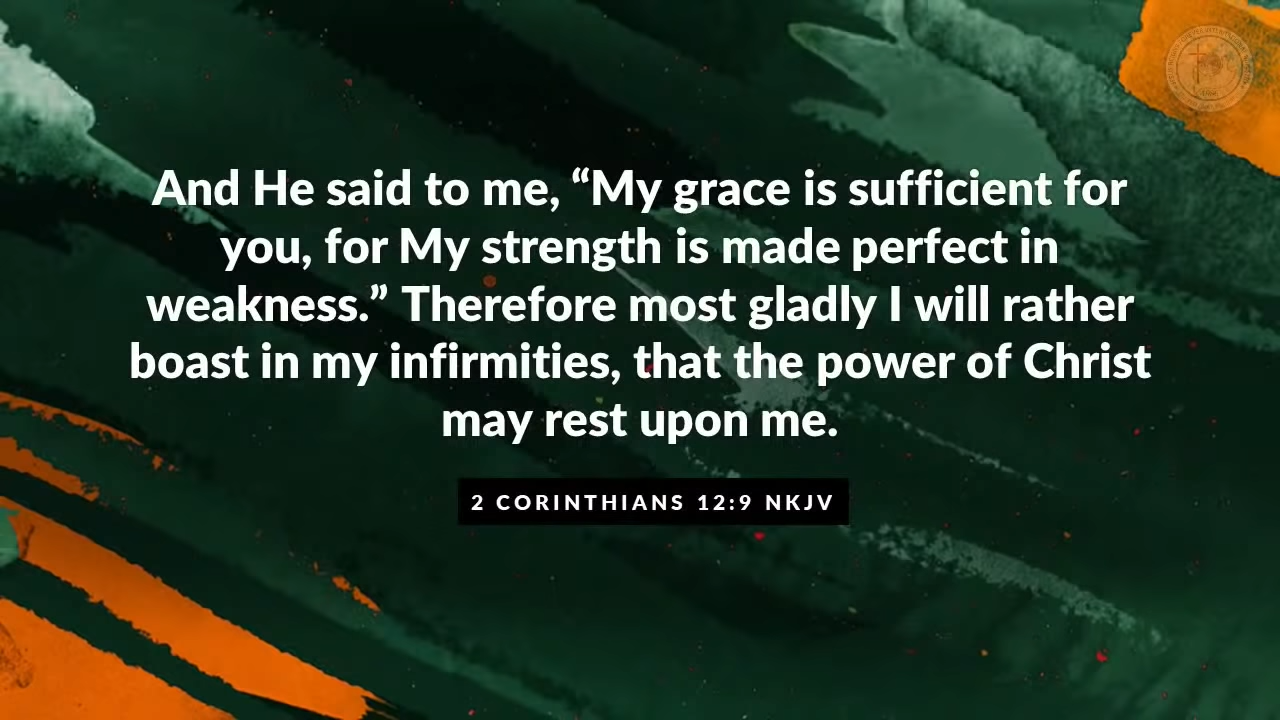 And He said to me, “My grace is sufficient for
you, for My strength is made perfect in
weakness.” Therefore most gladly I will rather
boast in my infirmities, that the power of Christ
may rest upon me.
2 CORINTHIANS 12:9 NKJV